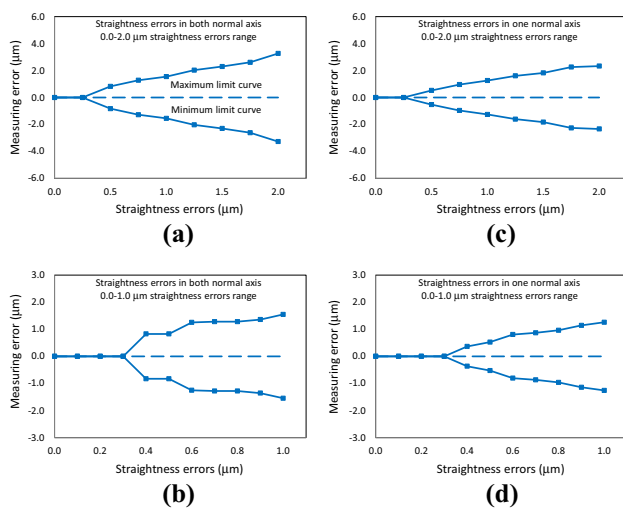 Straightness errors in both normal axis
0.0-2.0 µm straightness errors range
Maximum limit curve
Minimum limit curve
Measuring error (µm)
6.0
4.0
2.0
0.0
-2.0
-4.0
-6.0
0.0 0.5 1.0 1.5 2.0
Straightness errors (µm)
(a)
Straightness errors in one normal axis
0.0-2.0 µm straightness errors range
Measuring error (µm)
6.0
4.0
2.0
0.0
-2.0
-4.0
-6.0
0.0 0.5 1.0 1.5 2.0
Straightness errors (µm)
(c)
Straightness errors in both normal axis
0.0-1.0 µm straightness errors range
Measuring error (µm)
3.0
2.0
1.0
0.0
-1.0
-2.0
-3.0
0.0 0.2 0.4 0.6 0.8 1.0
Straightness errors (µm)
(b)
Straightness errors in one normal axis
0.0-1.0 µm straightness errors range
Measuring error (µm)
3.0
2.0
1.0
0.0
-1.0
-2.0
-3.0
0.0 0.2 0.4 0.6 0.8 1.0
Straightness errors (µm)
(d)